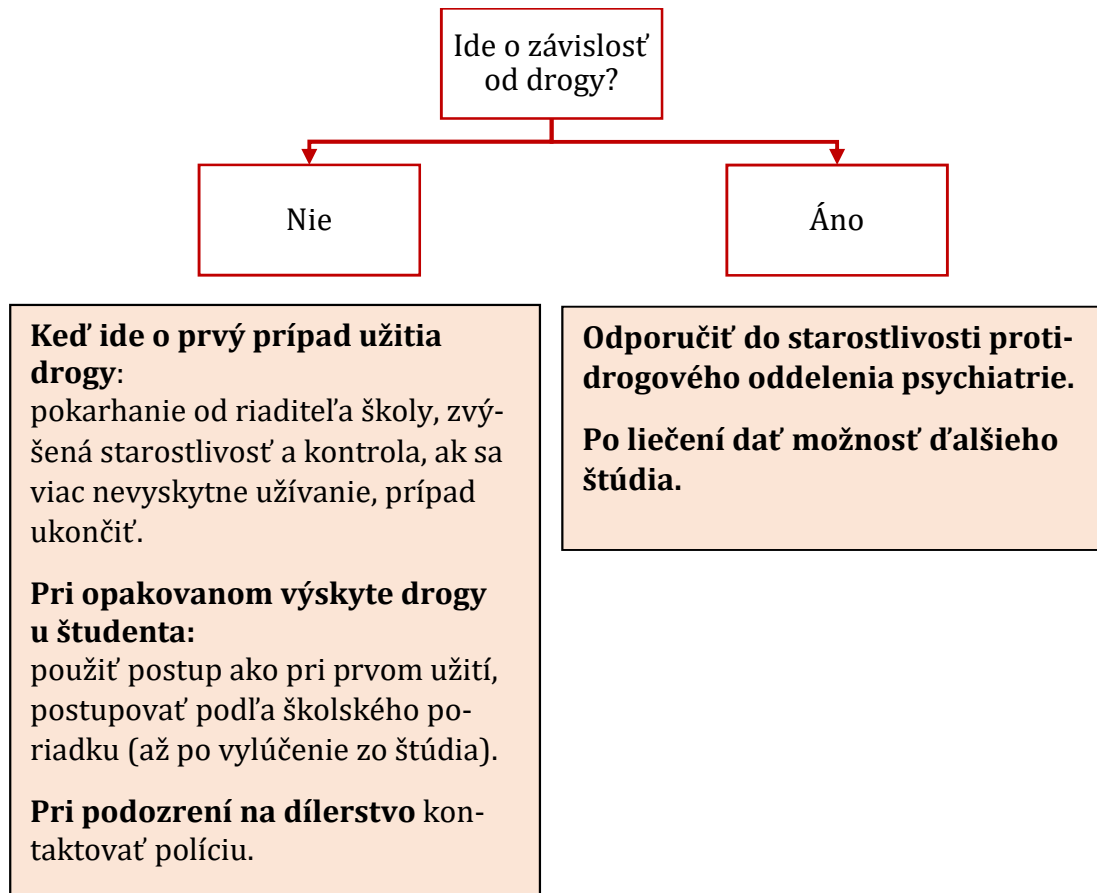 Ide o závislosť
od drogy?
Nie
Áno
Keď ide o prvý prípad užitia
drogy:
pokarhanie od riaditeľa školy, zvý-
šená starostlivosť a kontrola, ak sa
viac nevyskytne užívanie, prípad
ukončiť.
Pri opakovanom výskyte drogy
u študenta:
použiť postup ako pri prvom užití,
postupovať podľa školského po-
riadku (až po vylúčenie zo štúdia).
Pri podozrení na dílerstvo kon-
taktovať políciu.
Odporučiť do starostlivosti proti-
drogového oddelenia psychiatrie.
Po liečení dať možnosť ďalšieho
štúdia.